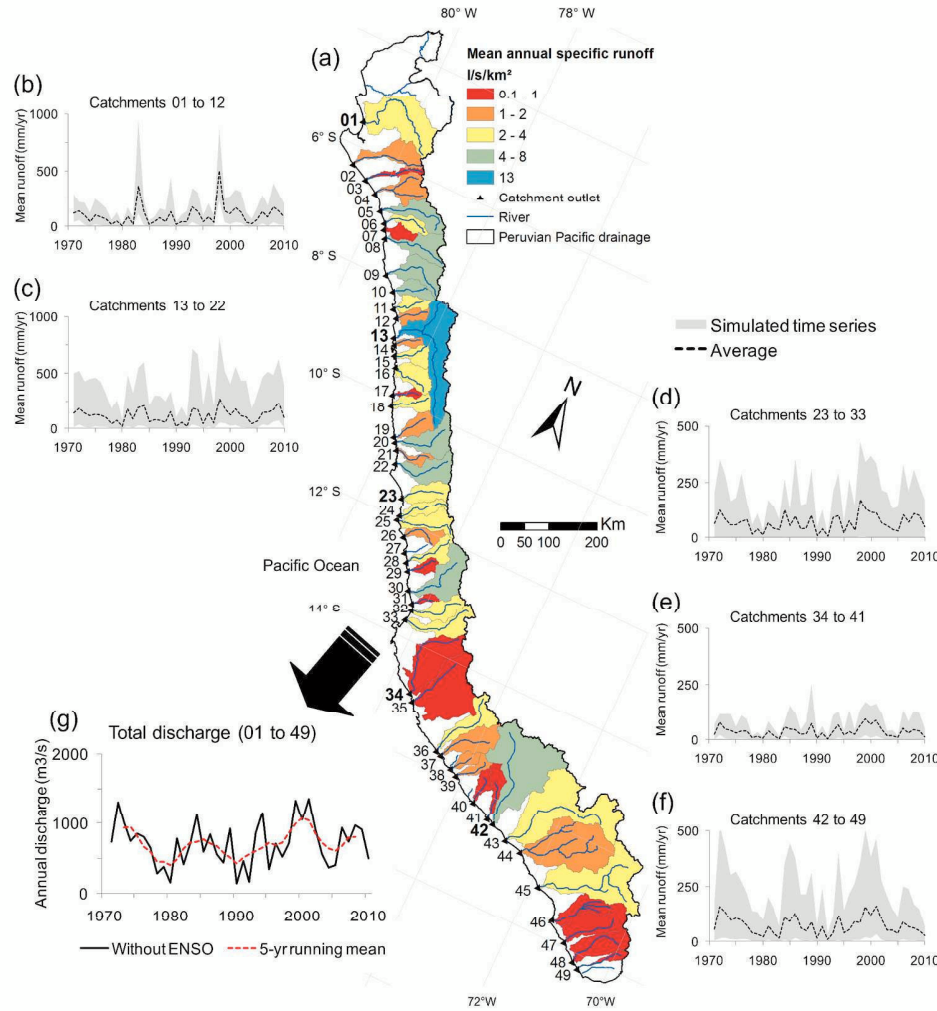 80° W
78° W
(a)
Mean annual specific runoff
l/s/km²
0.1 - 1
1 - 2
2 - 4
4 - 8
13
Catchment outlet
River
Peruvian Pacific drainage
(b)
Catchments 01 to 12
Mean runoff (mm/yr)
1000
500
0
1970
1980
1990
2000
2010
(c)
Catchments 13 to 22
Mean runoff (mm/yr)
1000
500
0
1970
1980
1990
2000
2010
6° S
8° S
10° S
12° S
14° S
01
02
03
04
05
06
07
08
09
10
11
12
13
14
15
16
17
18
19
20
21
22
23
24
25
26
27
28
29
30
31
33
34
35
36
37
38
39
40
41
42
43
44
45
46
47
48
49
N
Km
0 50 100 200
Pacific Ocean
Simulated time series
Average
(d)
Catchments 23 to 33
Mean runoff (mm/yr)
500
250
0
1970
1980
1990
2000
2010
(e)
Catchments 34 to 41
Mean runoff (mm/yr)
500
250
0
1970
1980
1990
2000
2010
(f)
Catchments 42 to 49
Mean runoff (mm/yr)
500
250
0
1970
1980
1990
2000
2010
(g)
Total discharge (01 to 49)
Annual discharge (m3/s)
2000
1000
0
1970
1980
1990
2000
2010
Without ENSO
5-yr running mean
72°W
70°W